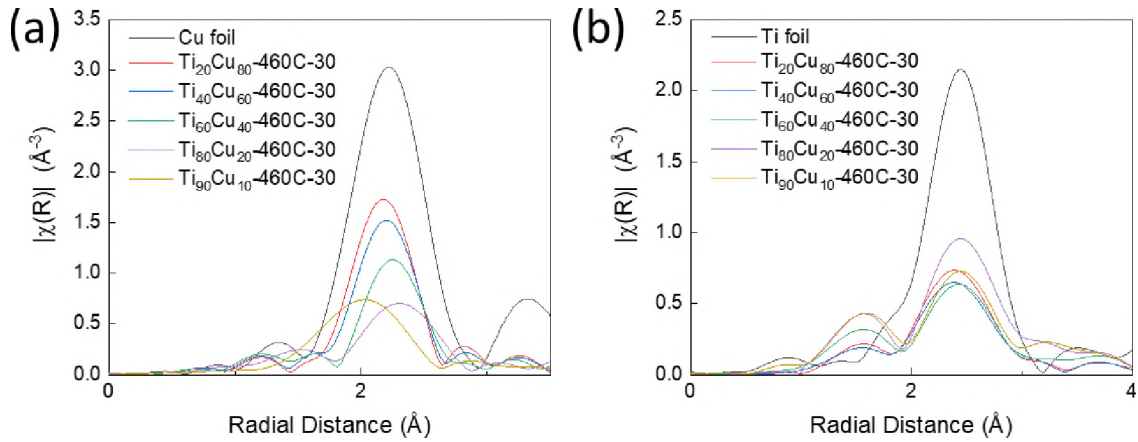 (a)
3.5
3.0
2.5
2.0
1.5
1.0
0.5
0.0
|χ(R)| (Å⁻³)
Cu foil
Ti₂₀Cu₈₀-460C-30
Ti₄₀Cu₆₀-460C-30
Ti₆₀Cu₄₀-460C-30
Ti₈₀Cu₂₀-460C-30
Ti₉₀Cu₁₀-460C-30
0
2
Radial Distance (Å)
(b)
2.5
2.0
1.5
1.0
0.5
0.0
|χ(R)| (Å⁻³)
Ti foil
Ti₂₀Cu₈₀-460C-30
Ti₄₀Cu₆₀-460C-30
Ti₆₀Cu₄₀-460C-30
Ti₈₀Cu₂₀-460C-30
Ti₉₀Cu₁₀-460C-30
0
2
4
Radial Distance (Å)